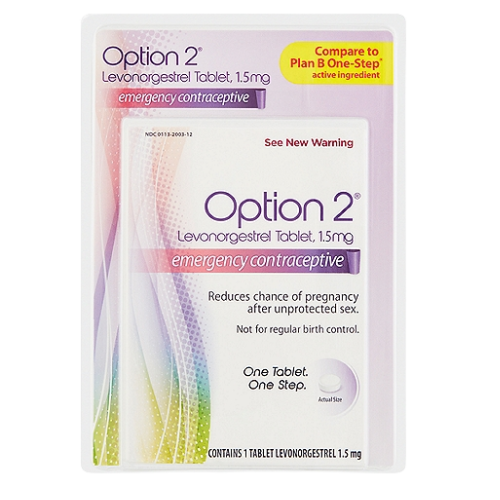 Option 2®
Levonorgestrel Tablet, 1.5mg
emergency contraceptive
Compare to
Plan B One-Step®
active ingredient
NDC 0113-2003-12
See New Warning
Option 2®
Levonorgestrel Tablet, 1.5mg
emergency contraceptive
Reduces chance of pregnancy
after unprotected sex.
Not for regular birth control.
One Tablet.
One Step.
Actual Size
CONTAINS 1 TABLET LEVONORGESTREL 1.5 mg